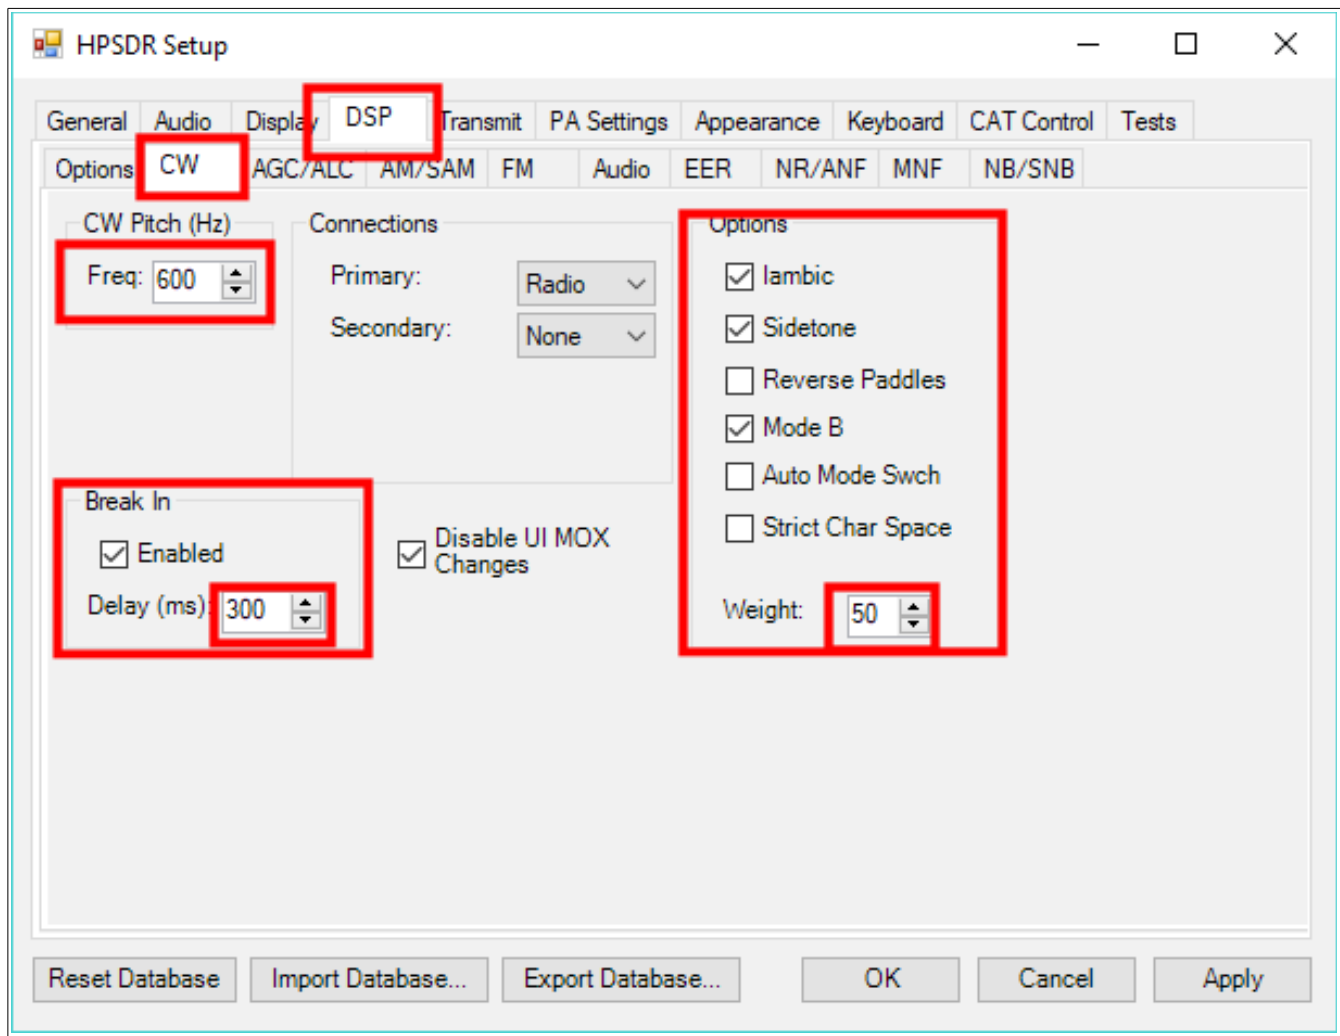 HPSDR Setup
General Audio Display DSP Transmit PA Settings Appearance Keyboard CAT Control Tests
Options CW AGC/ALC AM/SAM FM Audio EER NR/ANF MNF NB/SNB
CW Pitch (Hz)
Freq: 600
Connections
Primary: Radio
Secondary: None
Options
Iambic
Sidetone
Reverse Paddles
Mode B
Auto Mode Swch
Strict Char Space
Weight: 50
Break In
Enabled
Delay (ms): 300
Disable UI MOX
Changes
Reset Database Import Database... Export Database... OK Cancel Apply